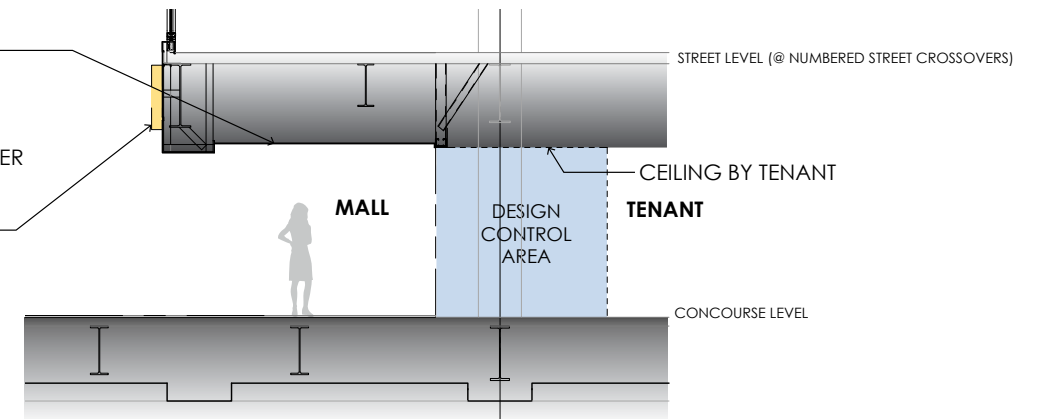 STREET LEVEL (@ NUMBERED STREET CROSSOVERS)
ER
CEILING BY TENANT
MALL
DESIGN
CONTROL
AREA
TENANT
CONCOURSE LEVEL